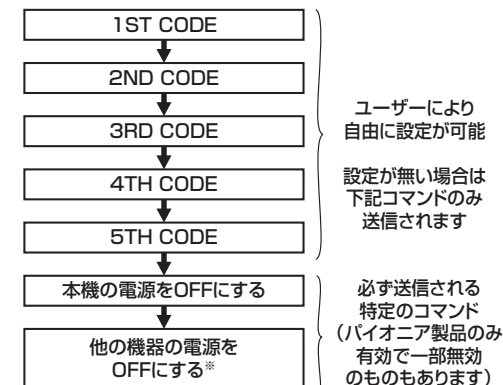 1ST CODE
2ND CODE
3RD CODE
4TH CODE
5TH CODE
ユーザーにより
自由に設定が可能
設定が無い場合は
下記コマンドのみ
送信されます
本機の電源をOFFにする
他の機器の電源を
OFFにする※
必ず送信される
特定のコマンド
(パイオニア製品のみ
有効で一部無効
のものもあります)